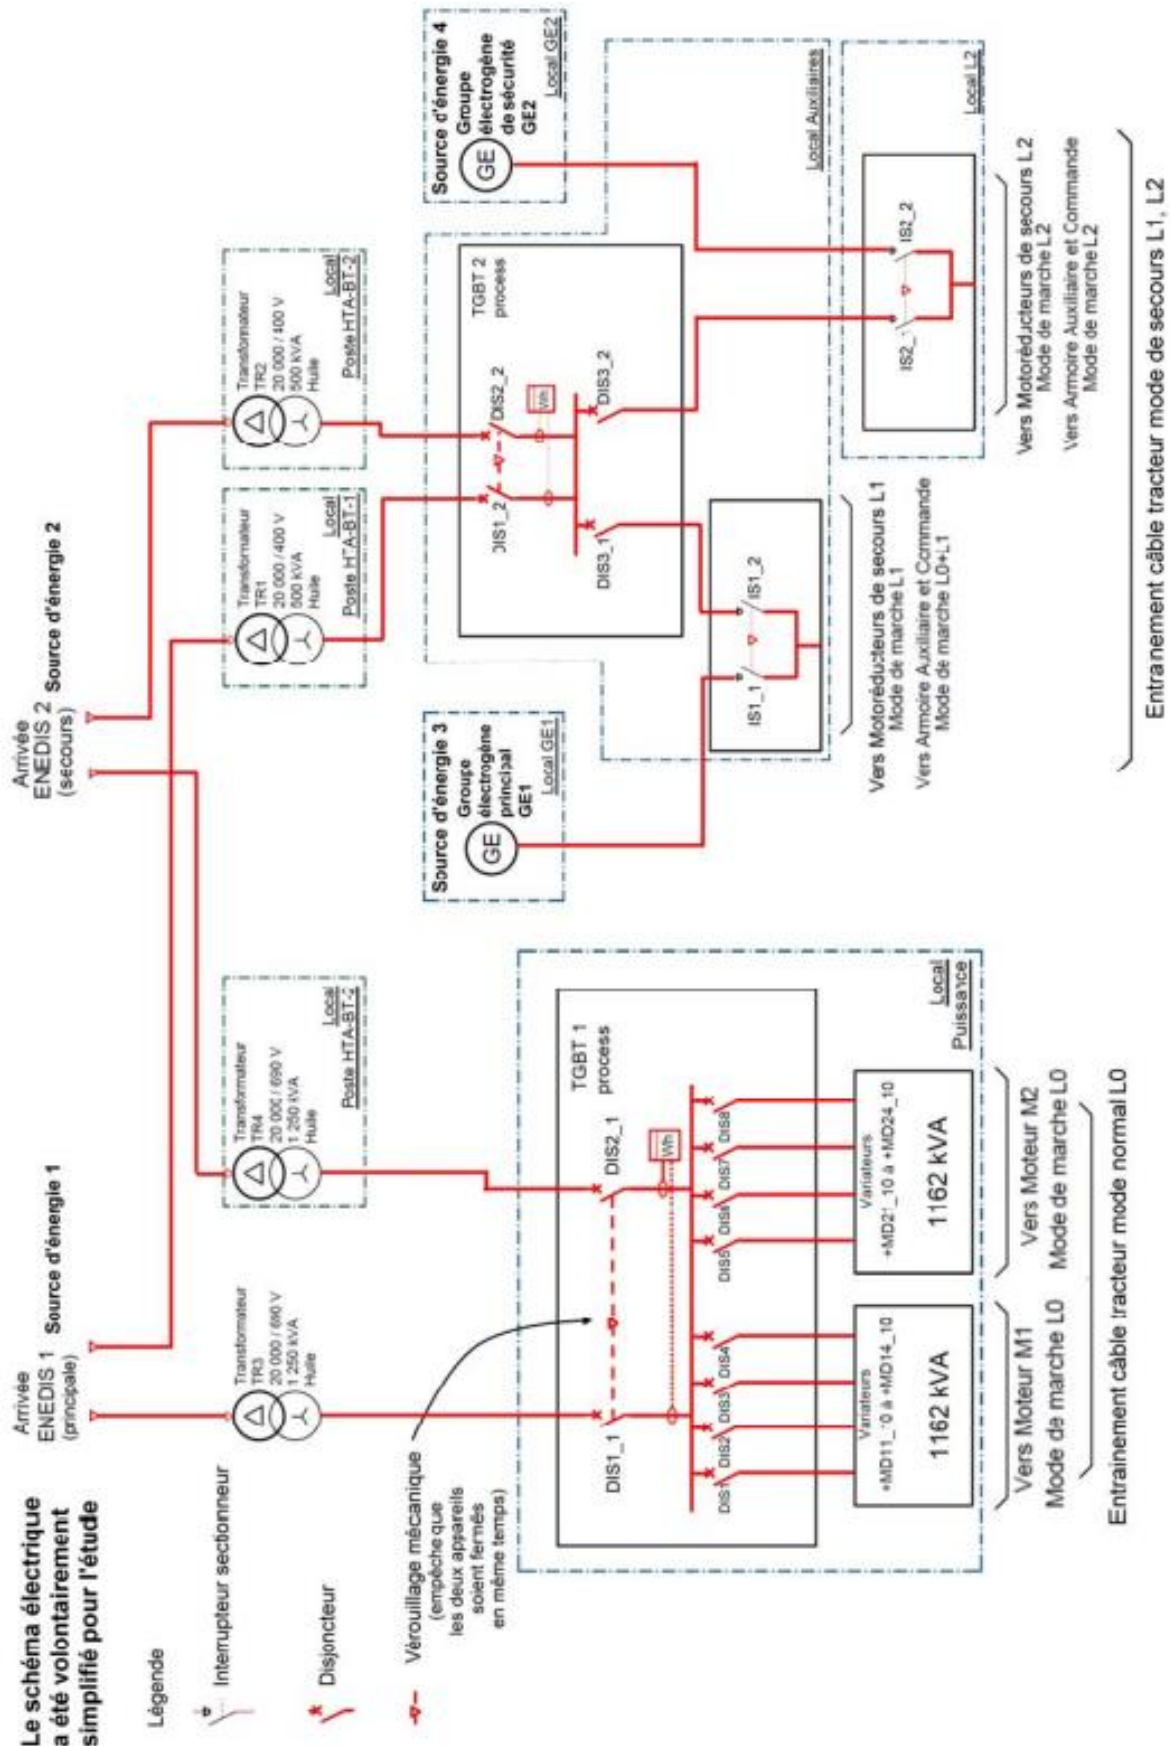 Le schéma électrique
a été volontairement
simplifié pour l'étude
Légende
Interrupteur sectionneur
Disjoncteur
Vérouillage mécanique
(empêche que
les deux appareils
soient fermés
en même temps)
Arrivée
ENEDIS 1
(principale)
Source d'énergie 1
Arrivée
ENEDIS 2
(secours)
Source d'énergie 2
Transformateur
TR3
20 000 / 690 V
1 250 kVA
Huile
Transformateur
TR4
20 000 / 690 V
1 250 kVA
Huile
Local
Poste HTA-BT-2
Transformateur
TR1
20 000 / 400 V
500 kVA
Huile
Local
Poste HTA-BT-1
Transformateur
TR2
20 000 / 400 V
500 kVA
Huile
Local
Poste HTA-BT-2
Source d'énergie 3
Groupe
électrogène
principal
GE1
GE
Local GE1
Source d'énergie 4
Groupe
électrogène
de sécurité
GE2
GE
Local GE2
TGBT 1
process
DIS1_1
DIS2_1
Wh
DIS1
DIS2
DIS3
DIS4
DIS5
DIS6
DIS7
DIS8
Variateurs
+MD11_10 à +MD14_10
1162 kVA
Variateurs
+MD21_10 à +MD24_10
1162 kVA
Local
Puissance
Vers Moteur M1
Mode de marche L0
Vers Moteur M2
Mode de marche L0
Entrainement câble tracteur mode normal L0
TGBT 2
process
DIS1_2
DIS2_2
Wh
DIS3_1
DIS3_2
Local Auxiliaires
IS1_1
IS1_2
Vers Motoréducteurs de secours L1
Mode de marche L1
Vers Armoire Auxiliaire et Commande
Mode de marche L0+L1
IS2_1
IS2_2
Local L2
Vers Motoréducteurs de secours L2
Mode de marche L2
Vers Armoire Auxiliaire et Commande
Mode de marche L2
Entrainement câble tracteur mode de secours L1, L2